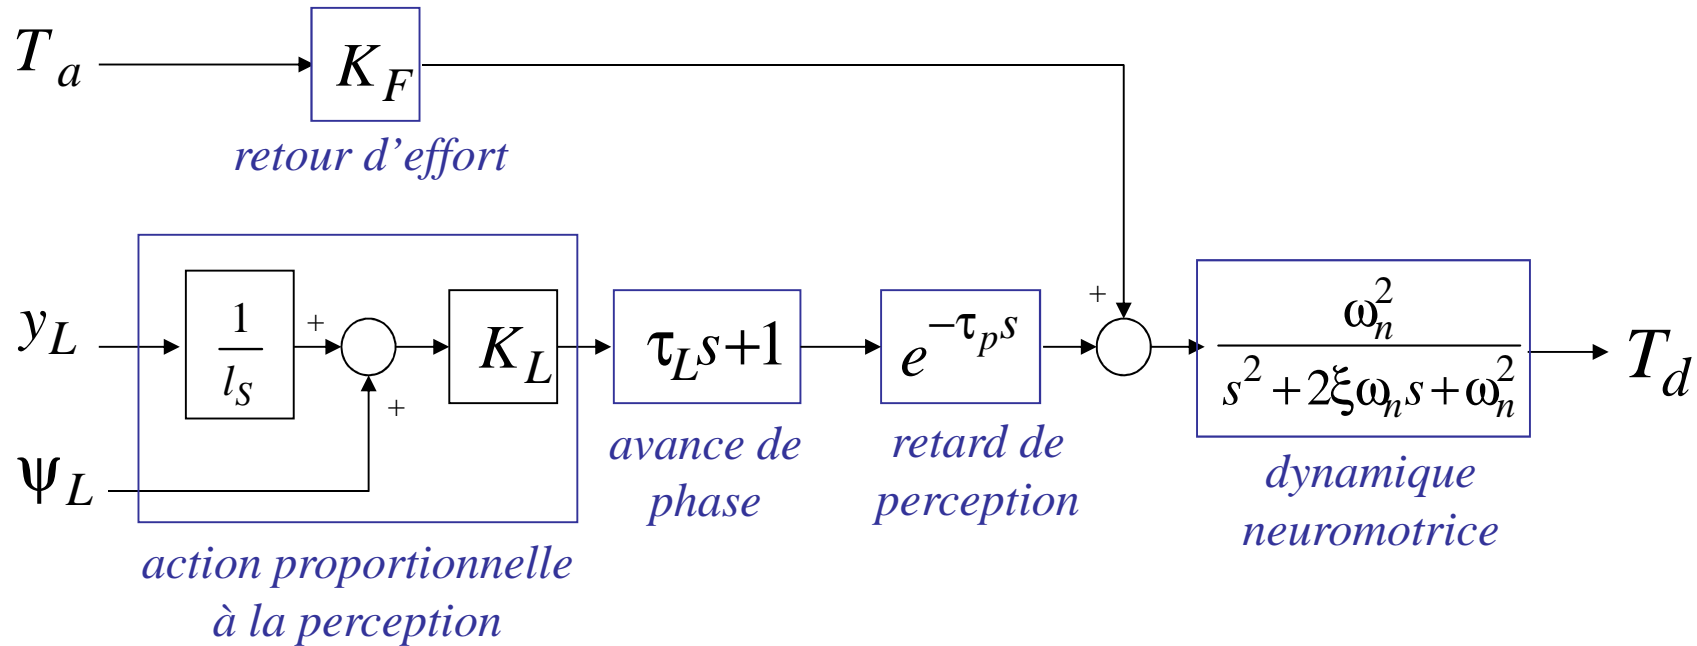 T_a
K_F
retour d’effort
y_L
1
l_S
+
+
K_L
τ_L s+1
e^{−τ_p s}
+
ω_n^2
s^2 +2ξω_n s+ω_n^2
T_d
ψ_L
avance de
phase
retard de
perception
dynamique
neuromotrice
action proportionnelle
à la perception